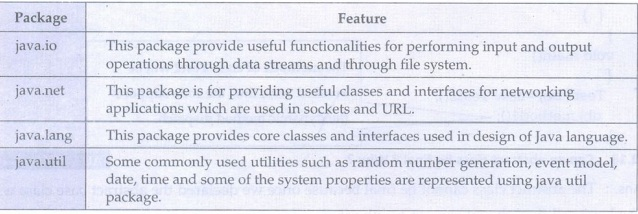 Package Feature
java.io This package provide useful functionalities for performing input and output
operations through data streams and through file system.
java.net This package is for providing useful classes and interfaces for networking
applications which are used in sockets and URL.
java.lang This package provides core classes and interfaces used in design of Java language.
java.util Some commonly used utilities such as random number generation, event model,
date, time and some of the system properties are represented using java util
package.